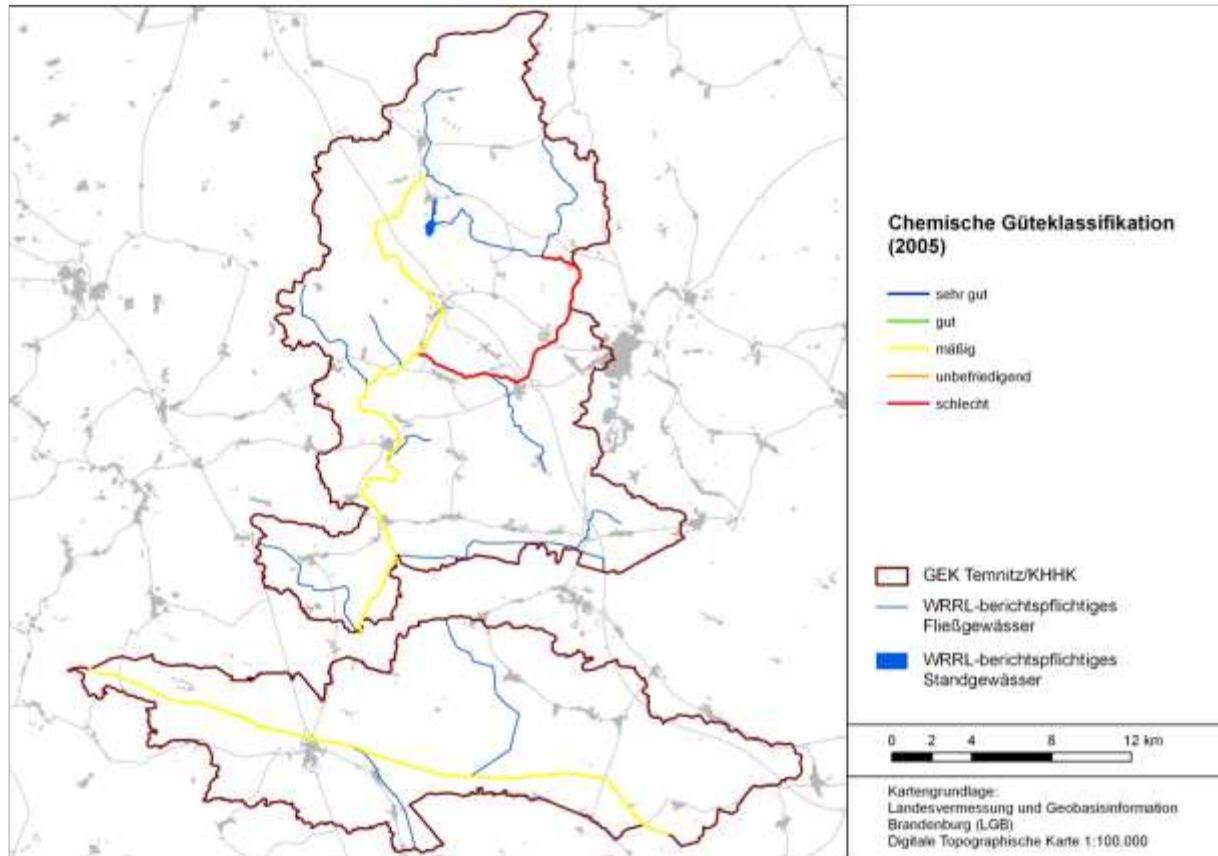 Chemische Güteklassifikation
(2005)
sehr gut
gut
mäßig
unbefriedigend
schlecht
GEK Temnitz/KHHK
WRRL-berichtspflichtiges
Fließgewässer
WRRL-berichtspflichtiges
Standgewässer
0 2 4 8 12 km
Kartengrundlage:
Landesvermessung und Geobasisinformation
Brandenburg (LGB)
Digitale Topographische Karte 1:100.000